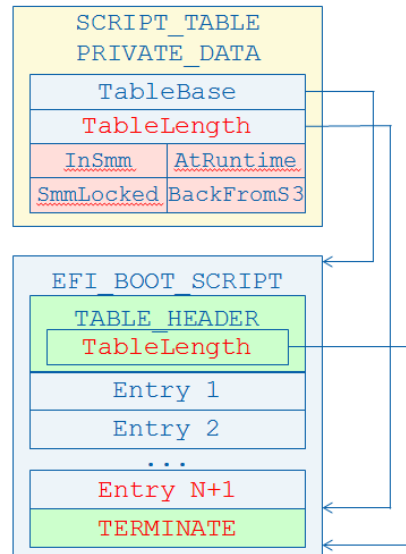 SCRIPT_TABLE
PRIVATE_DATA
TableBase
TableLength
InSmm AtRuntime
SmmLocked BackFromS3
EFI_BOOT_SCRIPT
TABLE_HEADER
TableLength
Entry 1
Entry 2
...
Entry N+1
TERMINATE